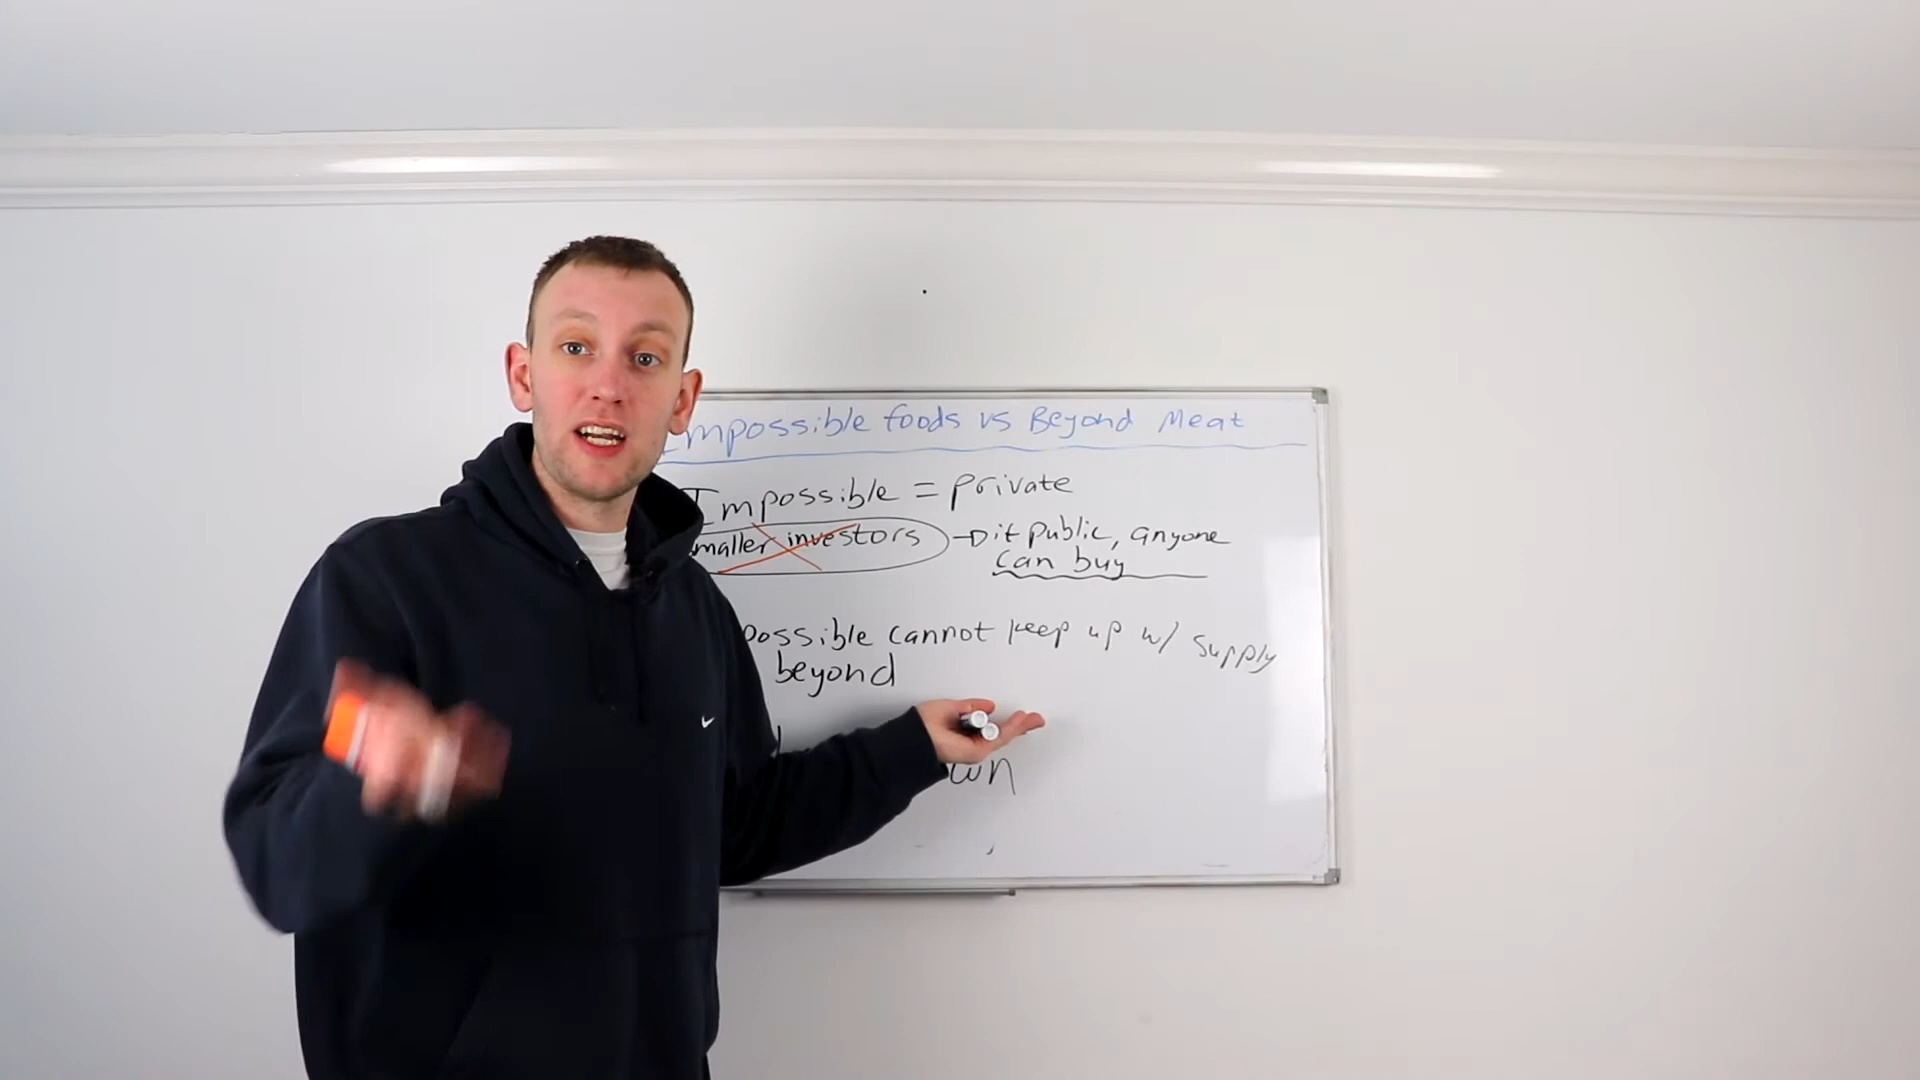 Impossible foods vs Beyond Meat
Impossible = private
smaller investors → if public, anyone
can buy
possible cannot keep up w/ supply
beyond
wn